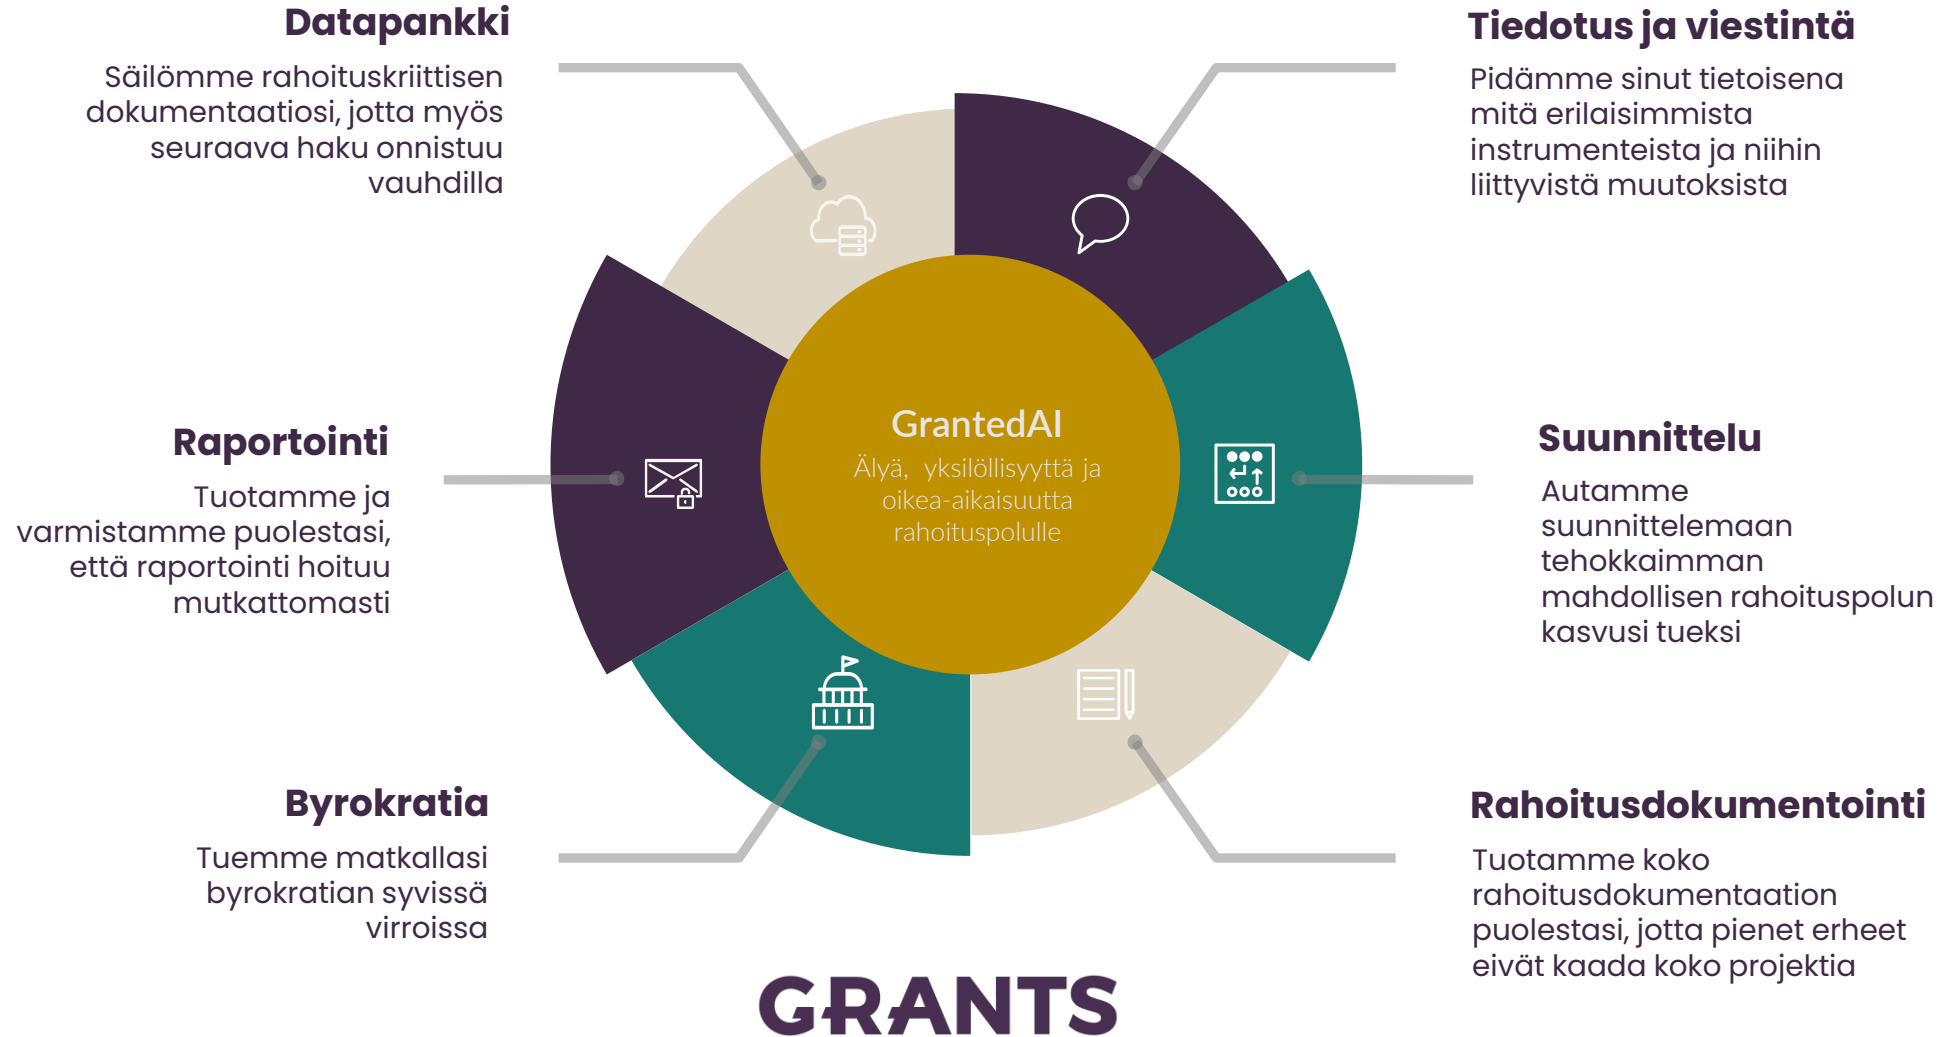 Datapankki
Säilömme rahoituskriittisen
dokumentaatiosi, jotta myös
seuraava haku onnistuu
vauhdilla
Tiedotus ja viestintä
Pidämme sinut tietoisena
mitä erilaisimmista
instrumenteista ja niihin
liittyvistä muutoksista
Raportointi
Tuotamme ja
varmistamme puolestasi,
että raportointi hoituu
mutkattomasti
GrantedAI
Älyä, yksilöllisyyttä ja
oikea-aikaisuutta
rahoituspolulle
Suunnittelu
Autamme
suunnittelemaan
tehokkaimman
mahdollisen rahoituspolun
kasvusi tueksi
Byrokratia
Tuemme matkallasi
byrokratian syvissä
virroissa
Rahoitusdokumentointi
Tuotamme koko
rahoitusdokumentaation
puolestasi, jotta pienet erheet
eivät kaada koko projektia
GRANTS